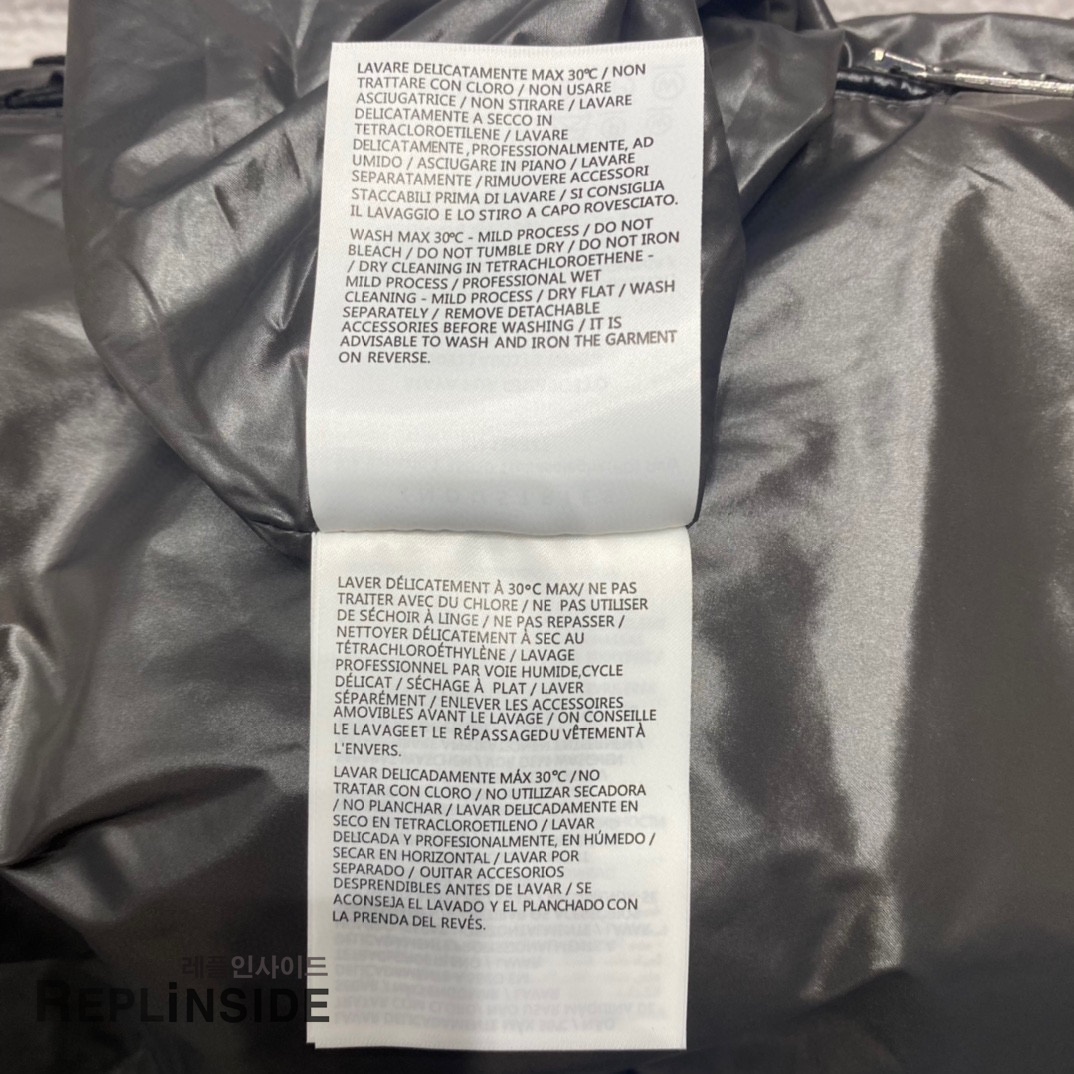 LAVARE DELICATAMENTE MAX 30°C / NON
TRATTARE CON CLORO / NON USARE
ASCIUGATRICE / NON STIRARE / LAVARE
DELICATAMENTE A SECCO IN
TETRACLOROETILENE / LAVARE
DELICATAMENTE,PROFESSIONALMENTE, AD
UMIDO / ASCIUGARE IN PIANO / LAVARE
SEPARATAMENTE /RIMUOVERE ACCESSORI
STACCABILI PRIMA DI LAVARE / SI CONSIGLIA
IL LAVAGGIO E LO STIRO A CAPO ROVESCIATO.
WASH MAX 30°C - MILD PROCESS / DO NOT
BLEACH / DO NOT TUMBLE DRY / DO NOT IRON
/ DRY CLEANING IN TETRACHLOROETHENE -
MILD PROCESS / PROFESSIONAL WET
CLEANING - MILD PROCESS / DRY FLAT / WASH
SEPARATELY / REMOVE DETACHABLE
ACCESSORIES BEFORE WASHING / IT IS
ADVISABLE TO WASH AND IRON THE GARMENT
ON REVERSE.
LAVER DÉLICATEMENT À 30°C MAX/ NE PAS
TRAITER AVEC DU CHLORE / NE PAS UTILISER
DE SÉCHOIR À LINGE / NE PAS REPASSER /
NETTOYER DÉLICATEMENT À SEC AU
TÉTRACHLOROÉTHYLÈNE / LAVAGE
PROFESSIONNEL PAR VOIE HUMIDE,CYCLE
DÉLICAT / SÉCHAGE À PLAT / LAVER
SÉPARÉMENT / ENLEVER LES ACCESSOIRES
AMOVIBLES AVANT LE LAVAGE / ON CONSEILLE
LE LAVAGEET LE RÉPASSAGEDU VÊTEMENTÀ
L'ENVERS.
LAVAR DELICADAMENTE MÁX 30°C /NO
TRATAR CON CLORO / NO UTILIZAR SECADORA
/ NO PLANCHAR / LAVAR DELICADAMENTE EN
SECO EN TETRACLOROETILENO / LAVAR
DELICADA Y PROFESIONALMENTE, EN HÚMEDO /
SECAR EN HORIZONTAL / LAVAR POR
SEPARADO / OUITAR ACCESORIOS
DESPRENDIBLES ANTES DE LAVAR / SE
ACONSEJA EL LAVADO Y EL PLANCHADO CON
LA PRENDA DEL REVÉS.
레플인사이드
REPLiNSIDE